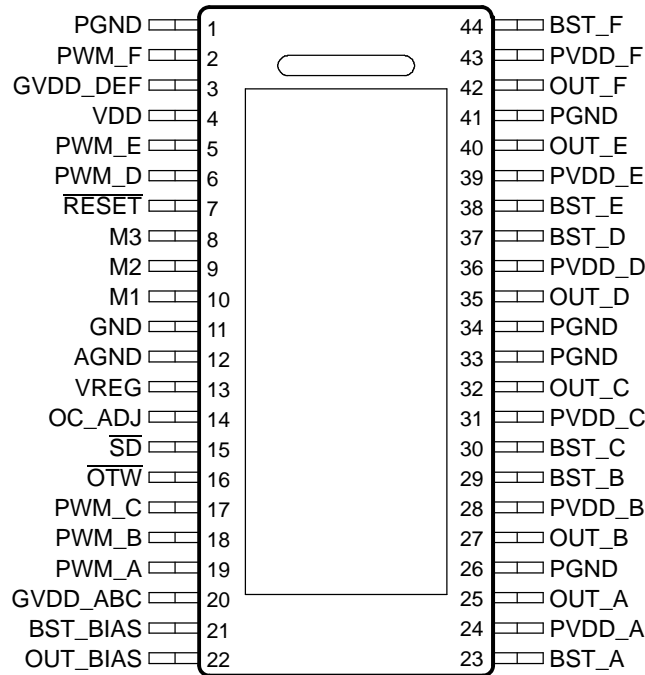 PGND 1 44 BST_F
PWM_F 2 43 PVDD_F
GVDD_DEF 3 42 OUT_F
VDD 4 41 PGND
PWM_E 5 40 OUT_E
PWM_D 6 39 PVDD_E
RESET 7 38 BST_E
M3 8 37 BST_D
M2 9 36 PVDD_D
M1 10 35 OUT_D
GND 11 34 PGND
AGND 12 33 PGND
VREG 13 32 OUT_C
OC_ADJ 14 31 PVDD_C
SD 15 30 BST_C
OTW 16 29 BST_B
PWM_C 17 28 PVDD_B
PWM_B 18 27 OUT_B
PWM_A 19 26 PGND
GVDD_ABC 20 25 OUT_A
BST_BIAS 21 24 PVDD_A
OUT_BIAS 22 23 BST_A